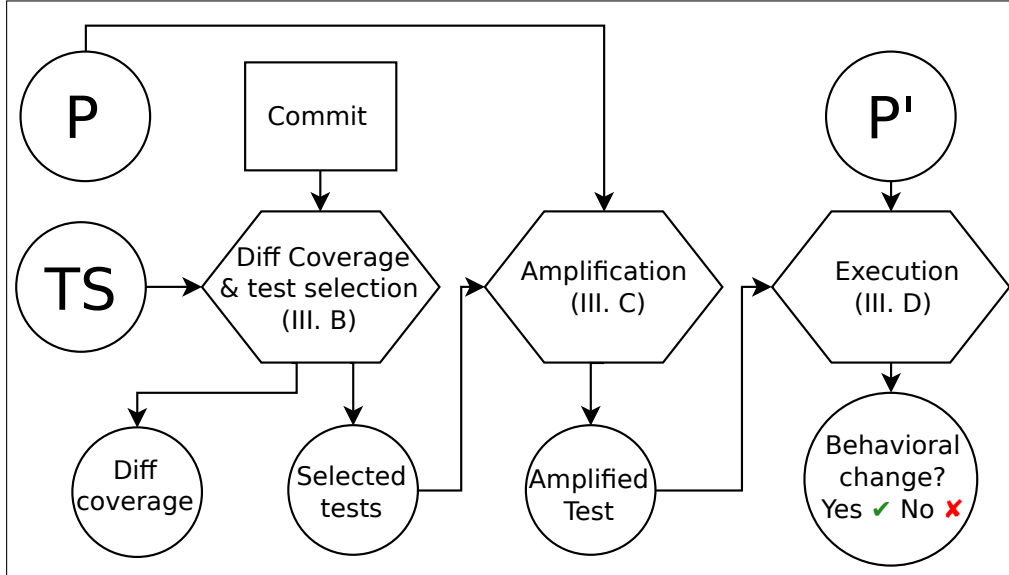 P
Commit
P'
TS
Diff Coverage
& test selection
(III. B)
Amplification
(III. C)
Execution
(III. D)
Diff
coverage
Selected
tests
Amplified
Test
Behavioral
change?
Yes ✔ No ✘